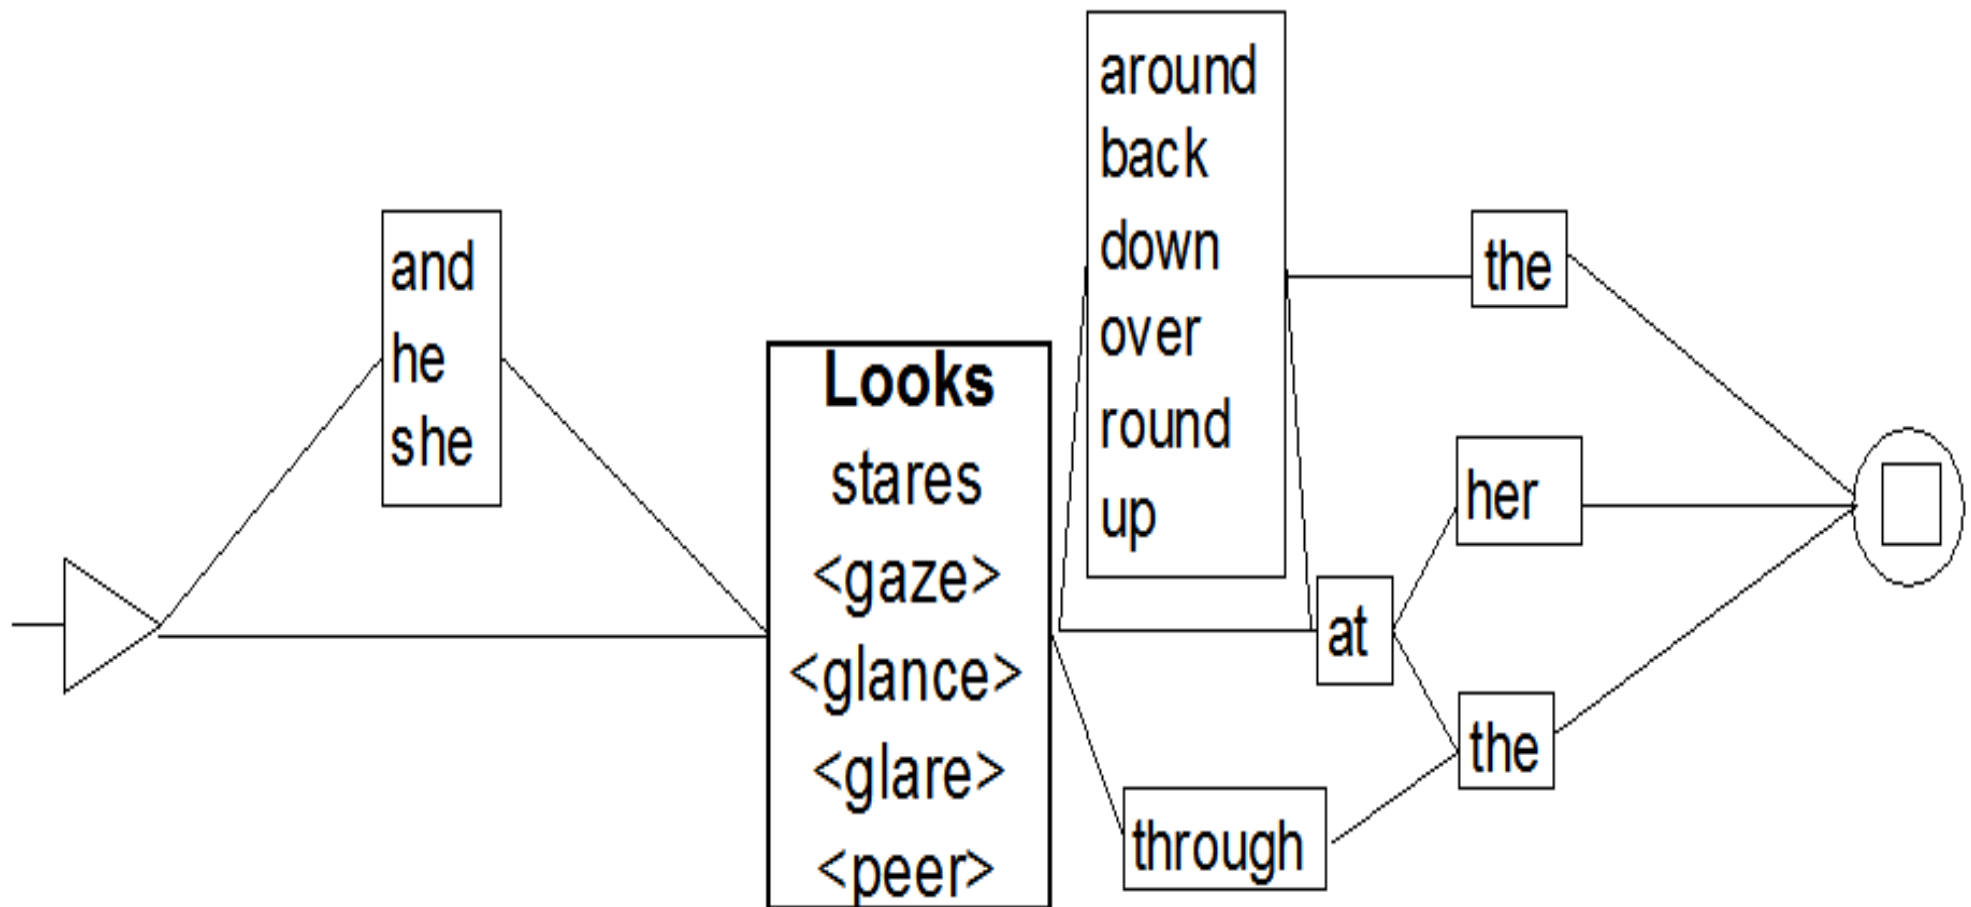 and
he
she
Looks
stares
<gaze>
<glance>
<glare>
<peer>
around
back
down
over
round
up
the
her
at
the
through